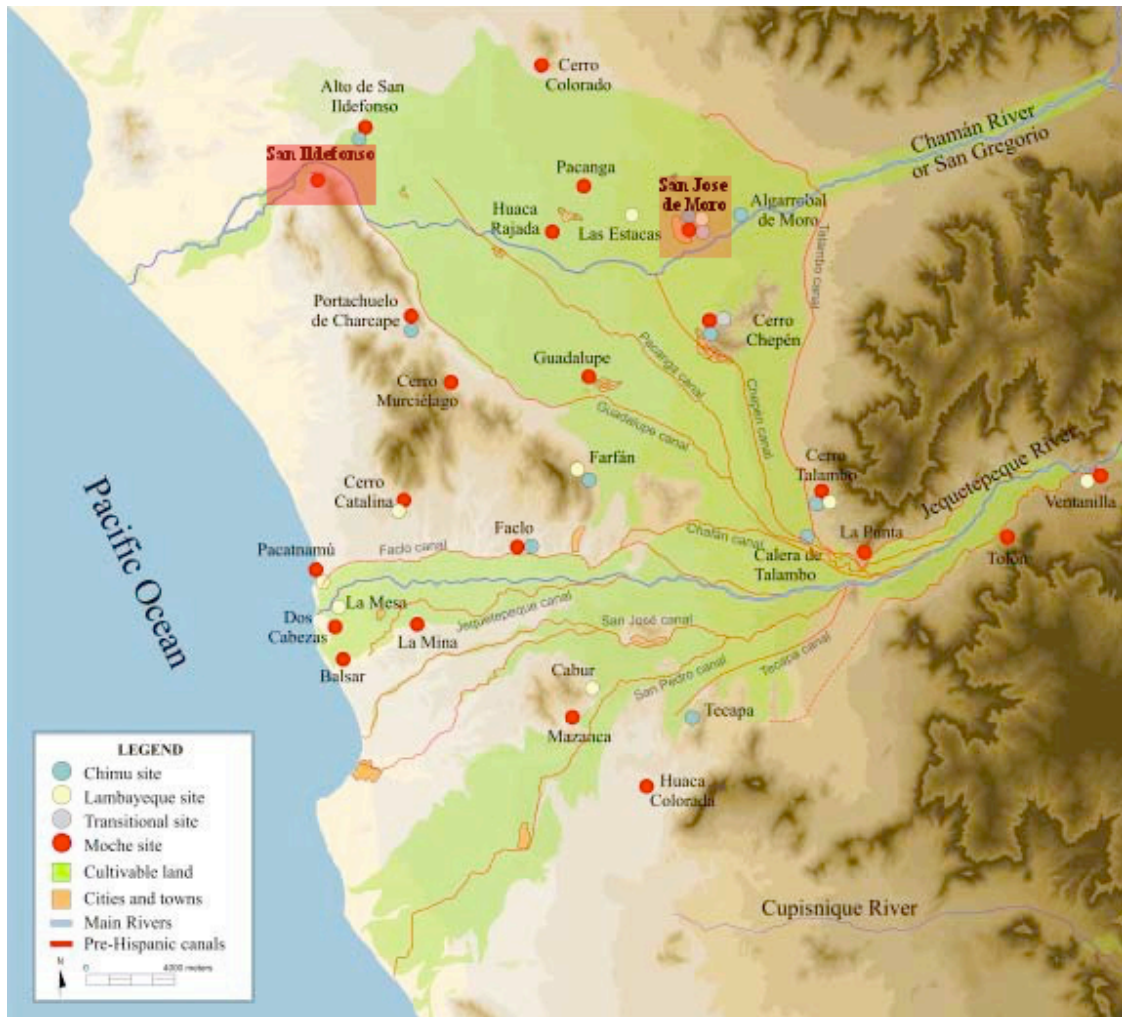 Cerro
Colorado
Alto de San
Ildefonso
Chamán River
or San Gregorio
San Ildefonso
Pacanga
San Jose
de Moro
Huaca
Rajada
Las Estacas
Algarrobal
de Moro
Talambo canal
Portachuelo
de Charcape
Cerro
Chepén
Pacanga canal
Guadalupe
Chepén canal
Cerro
Murciélago
Guadalupe canal
Farfán
Cerro
Talambo
Jequetepeque River
Ventanilla
Cerro
Catalina
Pacific Ocean
Faclo
Chafán canal
La Punta
Tolón
Pacatnamú
Faclo canal
Calera de
Talambo
La Mesa
Dos
Cabezas
Jequetepeque canal
San José canal
La Mina
Balsar
Cabur
San Pedro canal
Tecapa canal
Mazanca
Tecapa
Huaca
Colorada
LEGEND
Chimu site
Lambayeque site
Transitional site
Moche site
Cultivable land
Cities and towns
Main Rivers
Pre-Hispanic canals
N
0 4000 meters
Cupisnique River